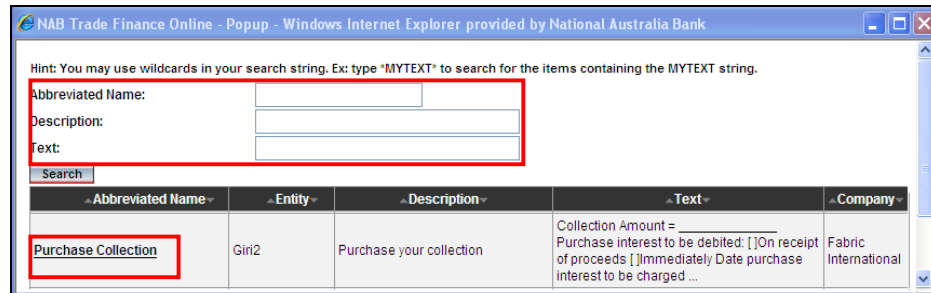 NAB Trade Finance Online - Popup - Windows Internet Explorer provided by National Australia Bank
Hint: You may use wildcards in your search string. Ex: type *MYTEXT* to search for the items containing the MYTEXT string.
Abbreviated Name:
Description:
Text:
Search
Abbreviated Name Entity Description Text Company
Collection Amount = _______________
Purchase Collection Giri2 Purchase your collection Purchase interest to be debited: [ ]On receipt Fabric
of proceeds [ ]Immediately Date purchase International
interest to be charged ...